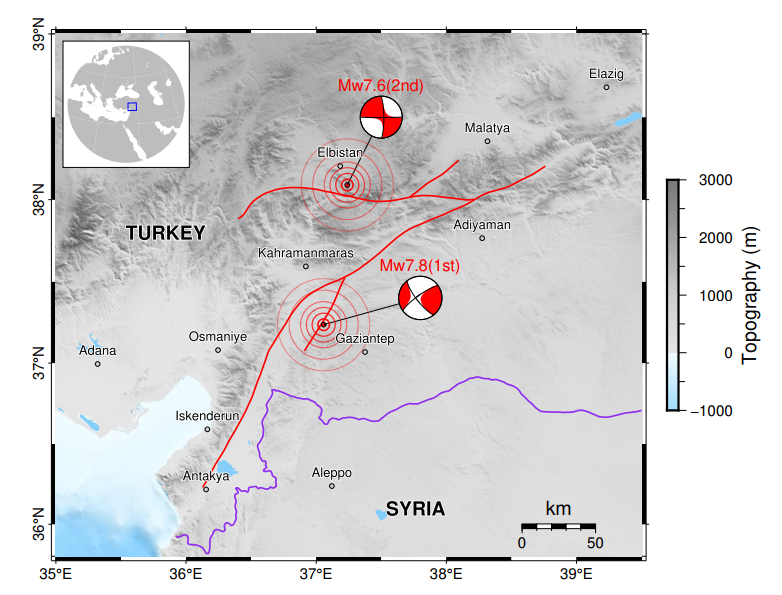 39°N
Elazig
Mw7.6(2nd)
Malatya
Elbistan
38°N
TURKEY
Adiyaman
Kahramanmaras
Mw7.8(1st)
Osmaniye
Gaziantep
Adana
37°N
Iskenderun
Antakya
Aleppo
SYRIA
km
0 50
36°N
35°E 36°E 37°E 38°E 39°E
3000
2000
1000
0
−1000
Topography (m)